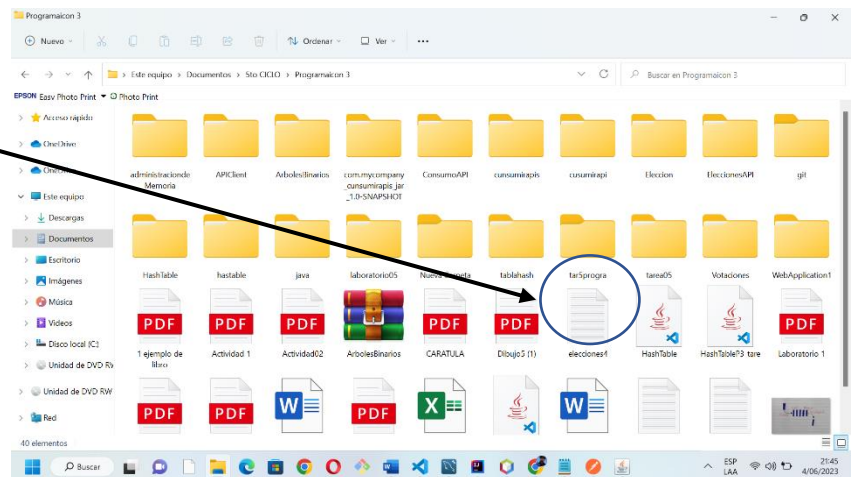 Programaicon 3
Nuevo
Ordenar
Ver
Este equipo > Documentos > 5to CICLO > Programaicon 3
Buscar en Programaicon 3
EPSON Easy Photo Print
Photo Print
Acceso rápido
OneDrive
Este equipo
Descargas
Documentos
Escritorio
Imágenes
Música
Videos
Disco local (C:)
Unidad de DVD RW
Unidad de DVD RW
Red
administracionde
Memoria
APIClient
ArbolesBinarios
com.mycompany
_cunsumirapis_jar
_1.0-SNAPSHOT
ConsumoAPI
cunsumirapis
cusumirapi
Eleccion
EleccionesAPI
git
HashTable
hastable
java
laboratorio05
Nueva carpeta
tablahash
tar5progra
tarea05
Votaciones
WebApplication1
PDF
PDF
PDF
PDF
PDF
PDF
1 ejemplo de
libro
Actividad 1
Actividad02
ArbolesBinarios
CARATULA
Dibujo5 (1)
elecciones4
HashTable
HashTableP3 tare
Laboratorio 1
PDF
PDF
W
PDF
X
W
40 elementos
Buscar
ESP
LAA
21:45
4/06/2023